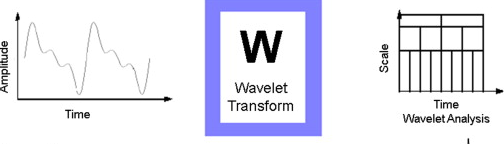 Amplitude
Time
W
Wavelet
Transform
Scale
Time
Wavelet Analysis